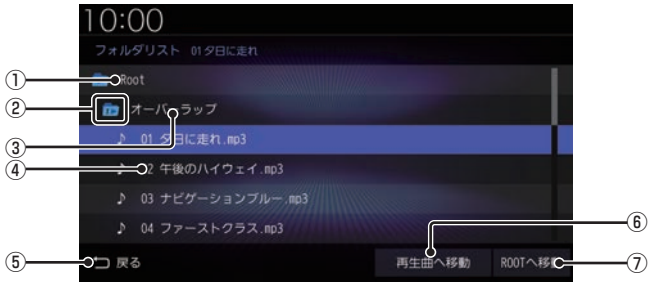 10:00
フォルダリスト 01 夕日に走れ
① Root
②
オーバーラップ
③
01 夕日に走れ.mp3
④ 02 午後のハイウェイ.mp3
03 ナビゲーションブルー.mp3
04 ファーストクラス.mp3
⑤ 戻る
⑥
再生曲へ移動
ROOTへ移動
⑦